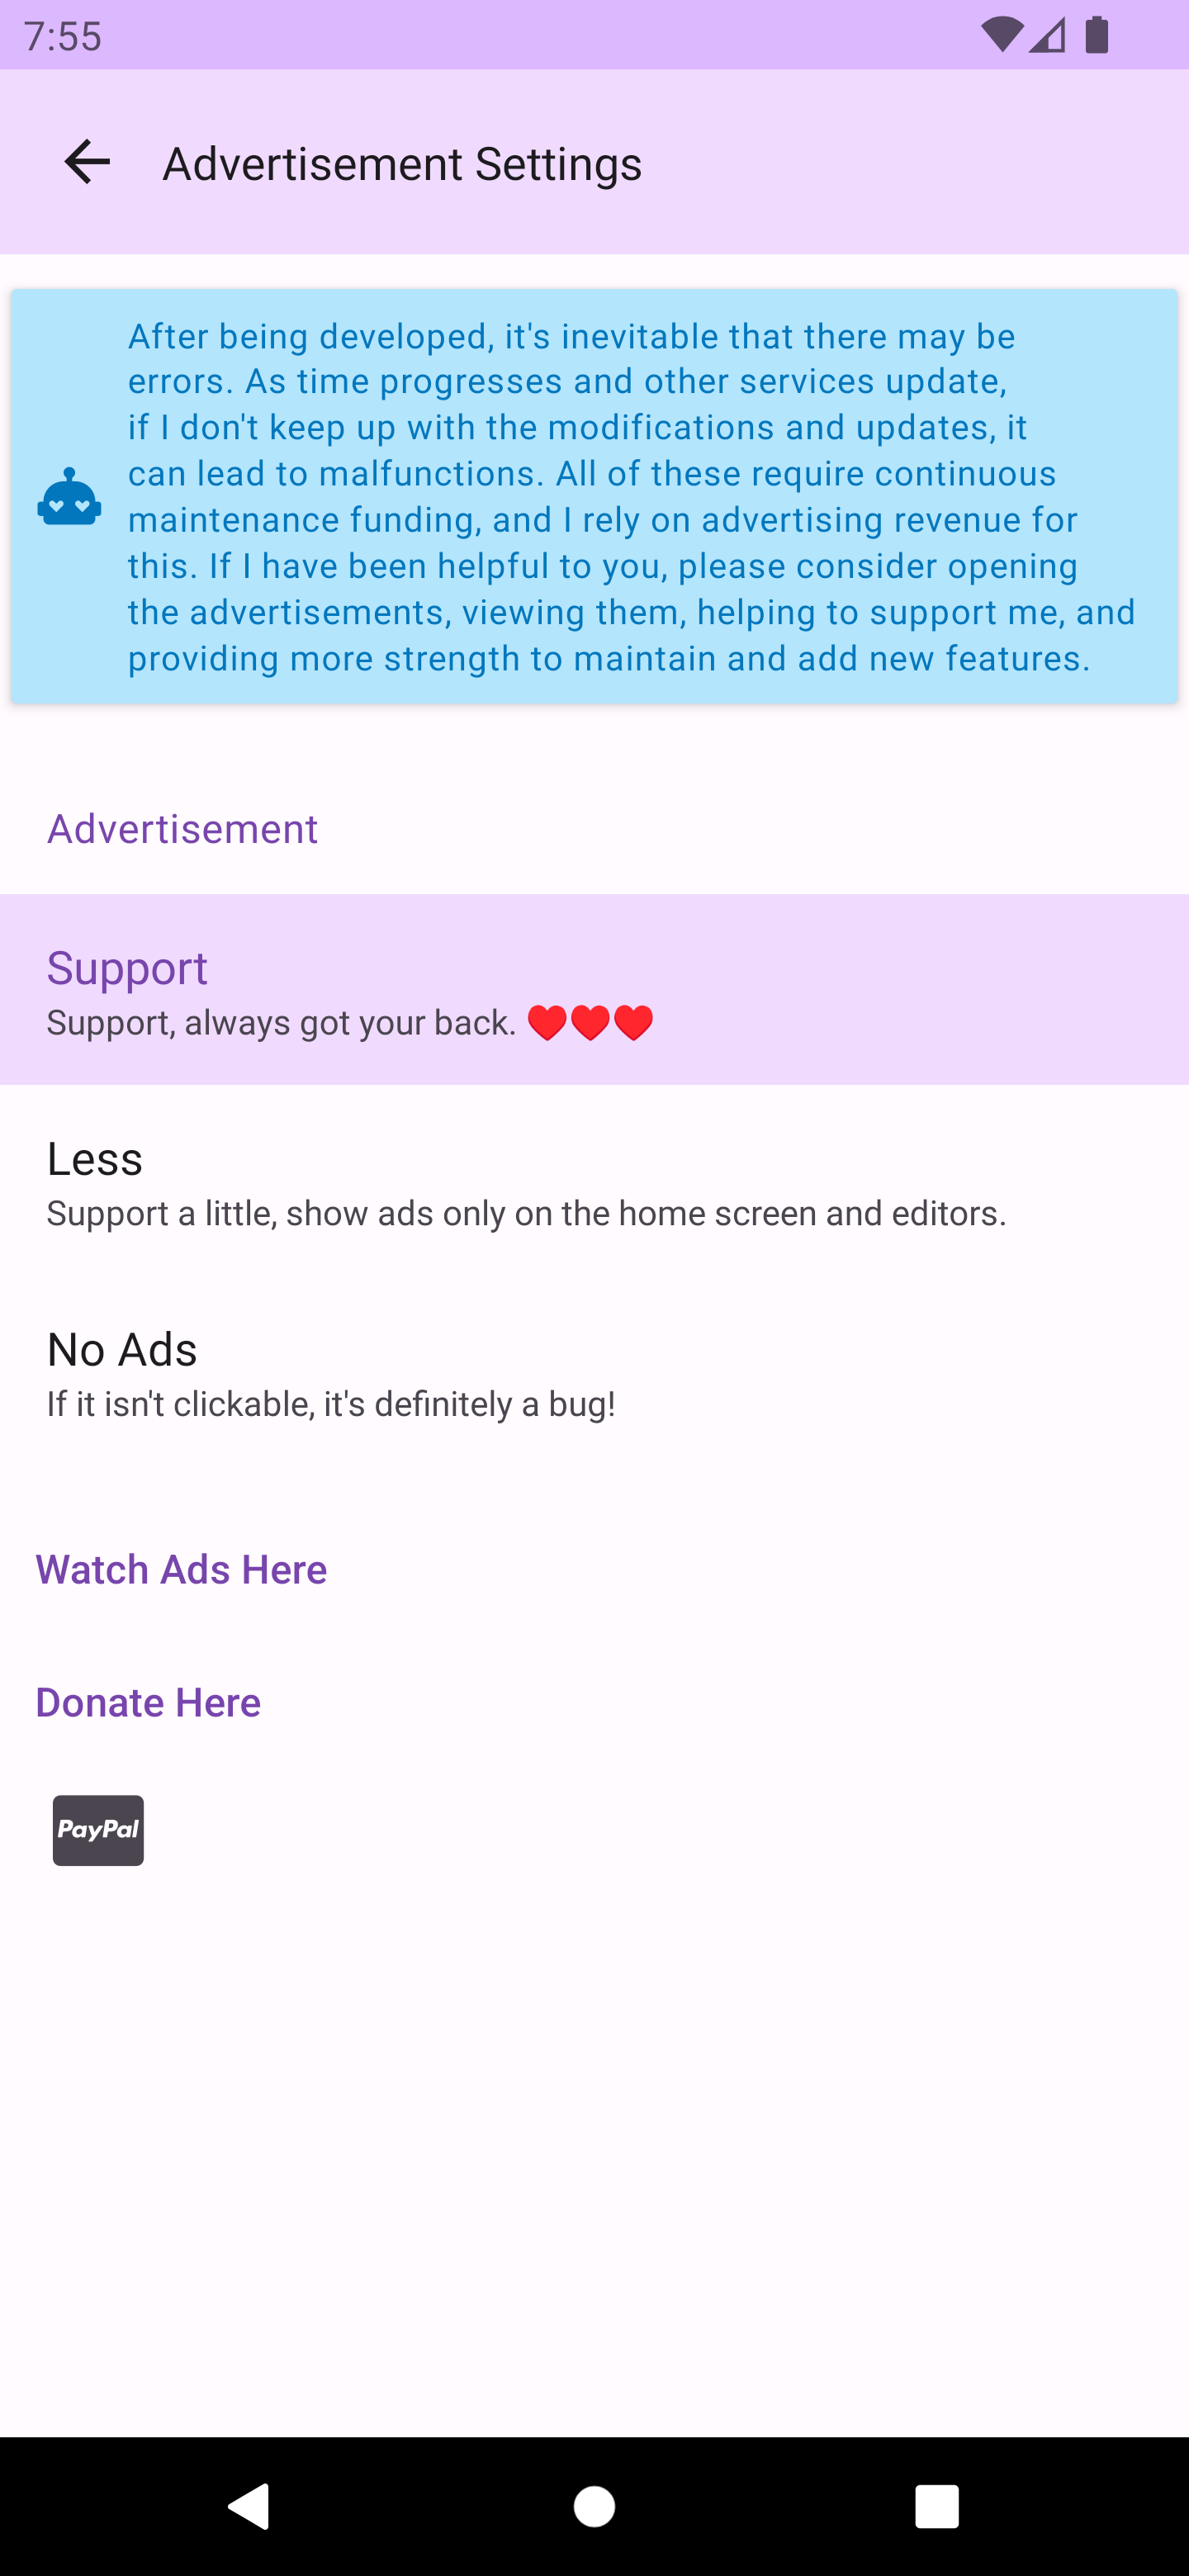 7:55
Advertisement Settings
After being developed, it's inevitable that there may be
errors. As time progresses and other services update,
if I don't keep up with the modifications and updates, it
can lead to malfunctions. All of these require continuous
maintenance funding, and I rely on advertising revenue for
this. If I have been helpful to you, please consider opening
the advertisements, viewing them, helping to support me, and
providing more strength to maintain and add new features.
Advertisement
Support
Support, always got your back. ❤️❤️❤️
Less
Support a little, show ads only on the home screen and editors.
No Ads
If it isn't clickable, it's definitely a bug!
Watch Ads Here
Donate Here
PayPal